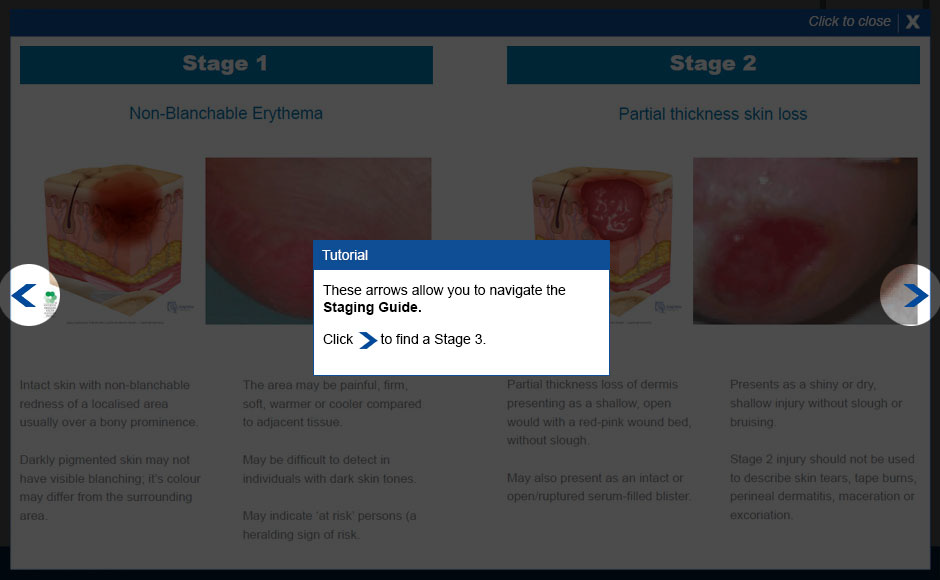 Click to close X
Stage 1
Stage 2
Non-Blanchable Erythema
Partial thickness skin loss
Tutorial
These arrows allow you to navigate the
Staging Guide.
Click to find a Stage 3.
Intact skin with non-blanchable
redness of a localised area
usually over a bony prominence.
Darkly pigmented skin may not
have visible blanching; it's colour
may differ from the surrounding
area.
The area may be painful, firm,
soft, warmer or cooler compared
to adjacent tissue.
May be difficult to detect in
individuals with dark skin tones.
May indicate 'at risk' persons (a
heralding sign of risk.
Partial thickness loss of dermis
presenting as a shallow, open
would with a red-pink wound bed,
without slough.
May also present as an intact or
open/ruptured serum-filled blister.
Presents as a shiny or dry,
shallow injury without slough or
bruising.
Stage 2 injury should not be used
to describe skin tears, tape burns,
perineal dermatitis, maceration or
excoriation.